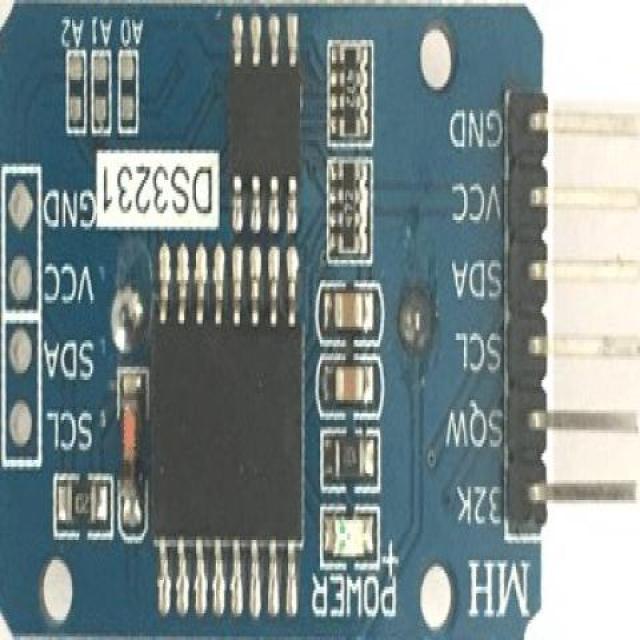 A2 A1 A0
DS3231
GND
VCC
SDA
SCL
GND
VCC
SDA
SCL
SQW
32K
+
POWER
MH